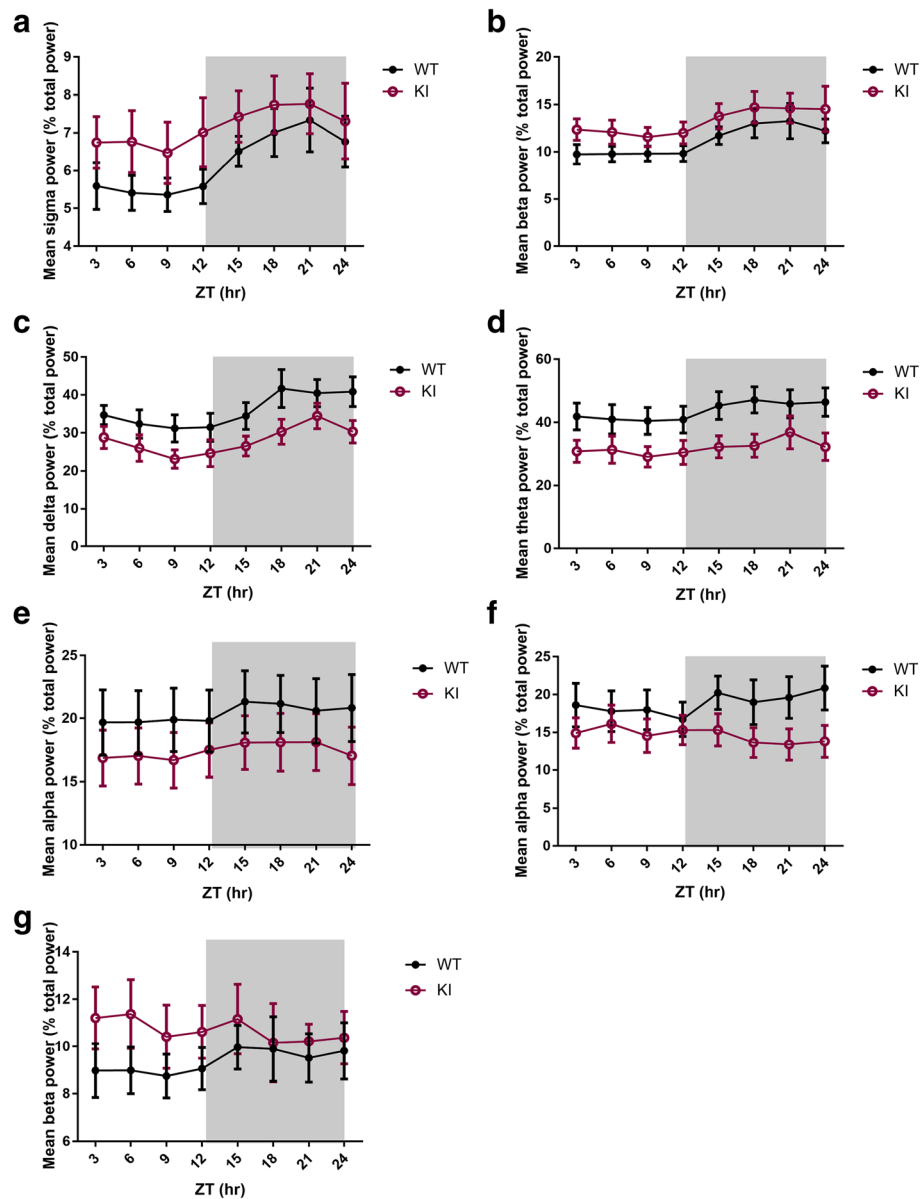 a
Mean sigma power (% total power)
9
8
7
6
5
4
3 6 9 12 15 18 21 24
ZT (hr)
WT
KI
b
Mean beta power (% total power)
20
15
10
5
0
3 6 9 12 15 18 21 24
ZT (hr)
WT
KI
c
Mean delta power (% total power)
50
40
30
20
10
0
3 6 9 12 15 18 21 24
ZT (hr)
WT
KI
d
Mean theta power (% total power)
60
40
20
0
3 6 9 12 15 18 21 24
ZT (hr)
WT
KI
e
Mean alpha power (% total power)
25
20
15
10
3 6 9 12 15 18 21 24
ZT (hr)
WT
KI
f
Mean alpha power (% total power)
25
20
15
10
5
0
3 6 9 12 15 18 21 24
ZT (hr)
WT
KI
g
Mean beta power (% total power)
14
12
10
8
6
3 6 9 12 15 18 21 24
ZT (hr)
WT
KI